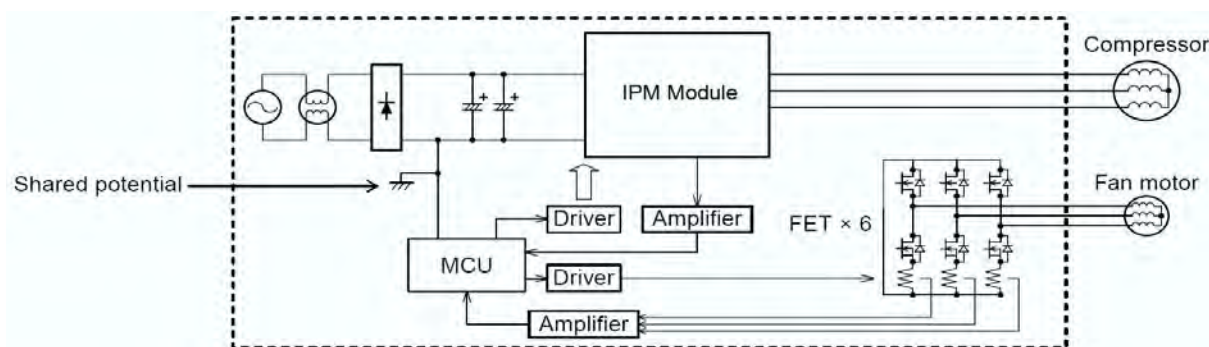 Compressor
IPM Module
Shared potential
Fan motor
Driver
Amplifier
FET × 6
MCU
Driver
Amplifier
+
+